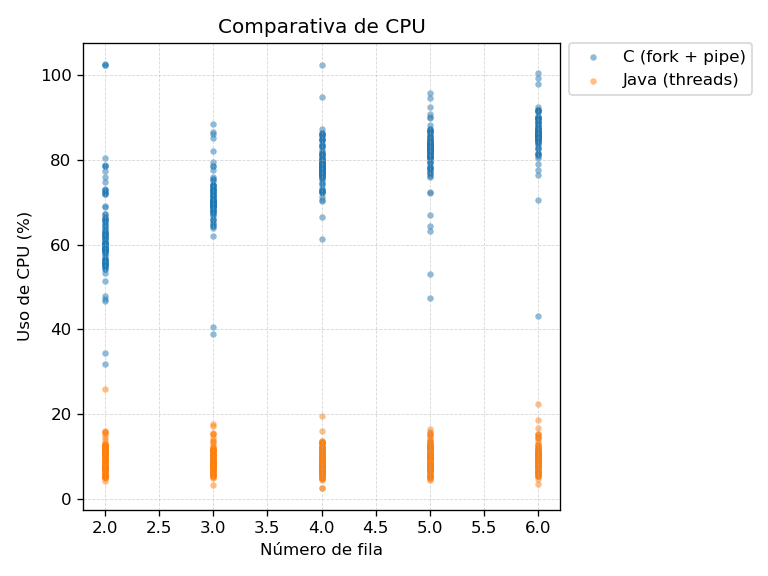 Comparativa de CPU
C (fork + pipe)
Java (threads)
Uso de CPU (%)
100
80
60
40
20
0
2.0 2.5 3.0 3.5 4.0 4.5 5.0 5.5 6.0
Número de fila